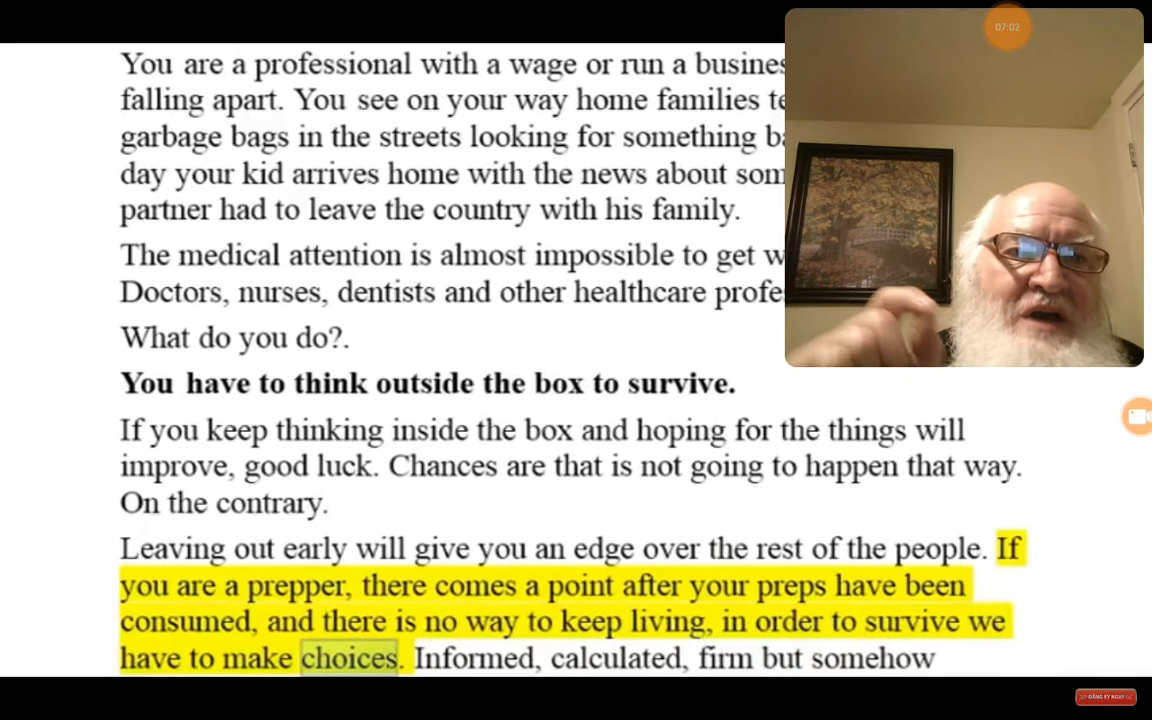 You are a professional with a wage or run a busines
falling apart. You see on your way home families te
garbage bags in the streets looking for something ba
day your kid arrives home with the news about som
partner had to leave the country with his family.
The medical attention is almost impossible to get w
Doctors, nurses, dentists and other healthcare profe
What do you do?.
You have to think outside the box to survive.
If you keep thinking inside the box and hoping for the things will
improve, good luck. Chances are that is not going to happen that way.
On the contrary.
Leaving out early will give you an edge over the rest of the people. If
you are a prepper, there comes a point after your preps have been
consumed, and there is no way to keep living, in order to survive we
have to make choices. Informed, calculated, firm but somehow
07:02
ĐĂNG KÝ NGAY